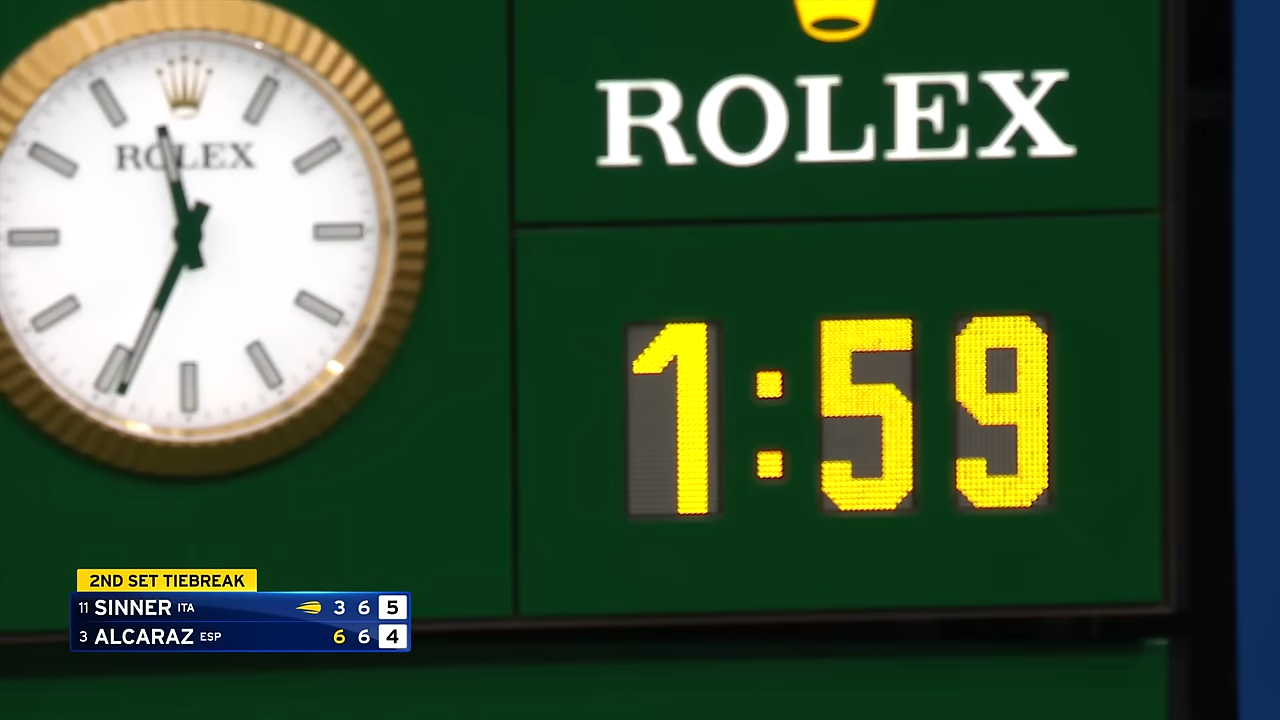 ROLEX
ROLEX
1:59
2ND SET TIEBREAK
11 SINNER ITA 3 6 5
3 ALCARAZ ESP 6 6 4